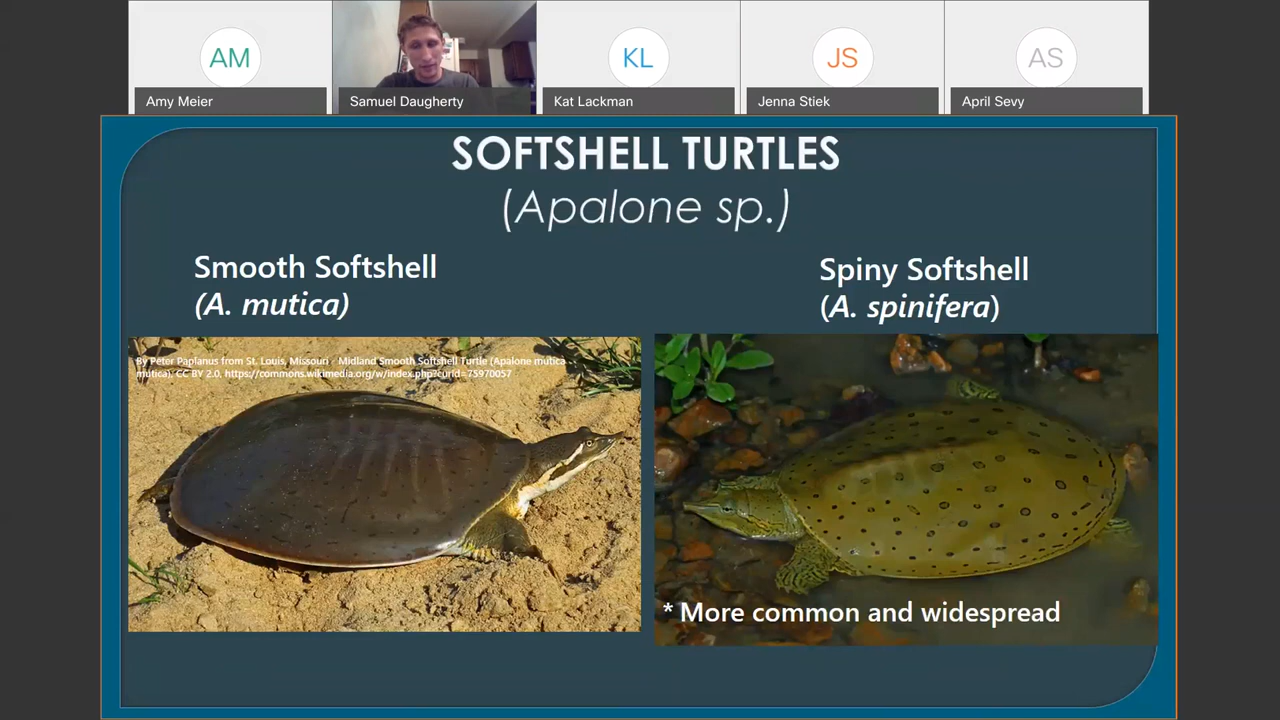 AM
KL
JS
AS
Amy Meier
Samuel Daugherty
Kat Lackman
Jenna Stiek
April Sevy
SOFTSHELL TURTLES
(Apalone sp.)
Smooth Softshell
(A. mutica)
Spiny Softshell
(A. spinifera)
By Peter Paplanus from St. Louis, Missouri - Midland Smooth Softshell Turtle (Apalone mutica
mutica), CC BY 2.0, https://commons.wikimedia.org/w/index.php?curid=75970057
* More common and widespread